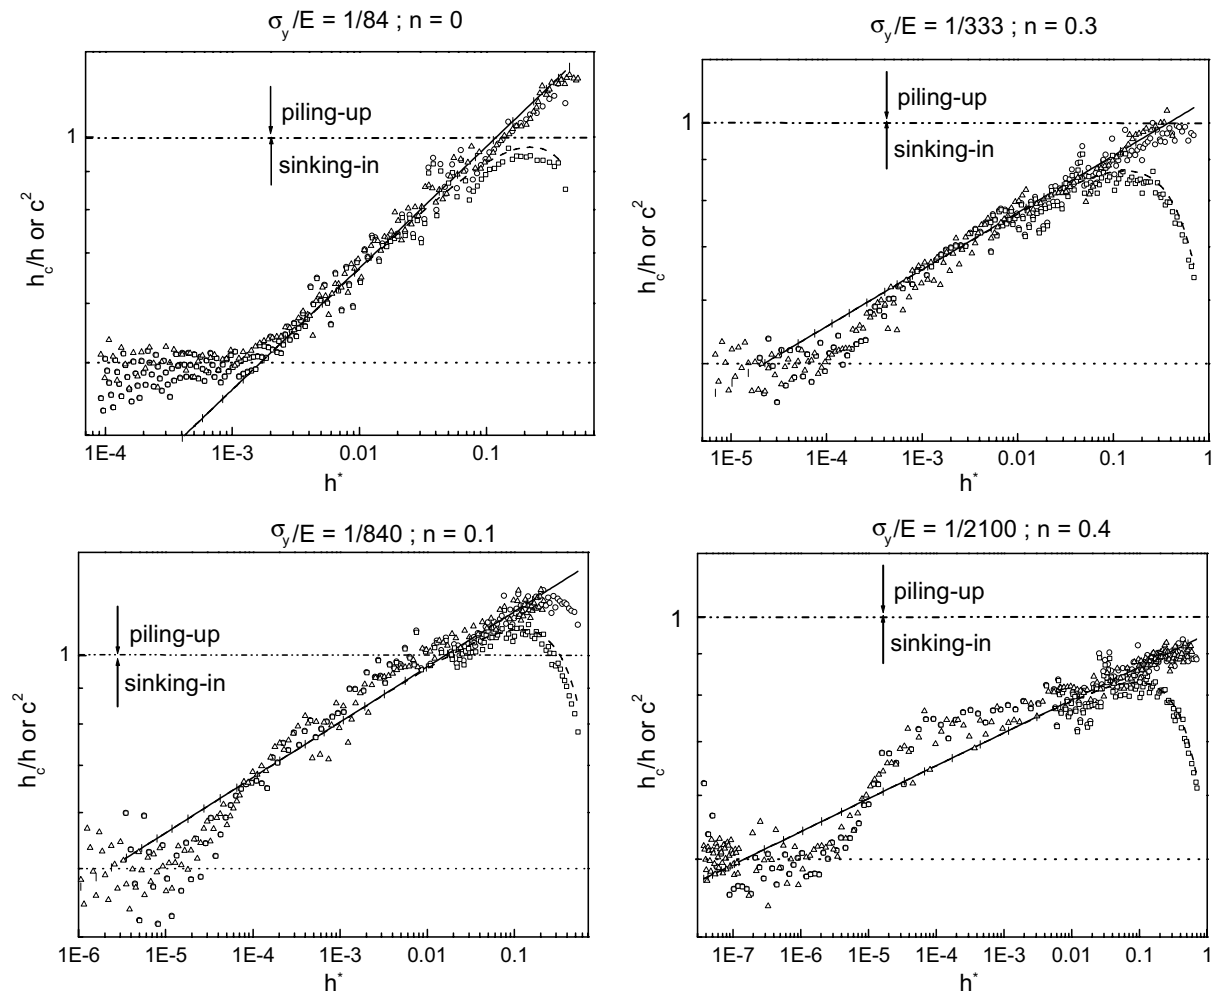 σy/E = 1/84 ; n = 0
piling-up
1
sinking-in
hc/h or c²
1E-4 1E-3 0.01 0.1
h*
σy/E = 1/333 ; n = 0.3
piling-up
1
sinking-in
hc/h or c²
1E-5 1E-4 1E-3 0.01 0.1 1
h*
σy/E = 1/840 ; n = 0.1
piling-up
1
sinking-in
hc/h or c²
1E-6 1E-5 1E-4 1E-3 0.01 0.1
h*
σy/E = 1/2100 ; n = 0.4
piling-up
1
sinking-in
hc/h or c²
1E-7 1E-6 1E-5 1E-4 1E-3 0.01 0.1 1
h*